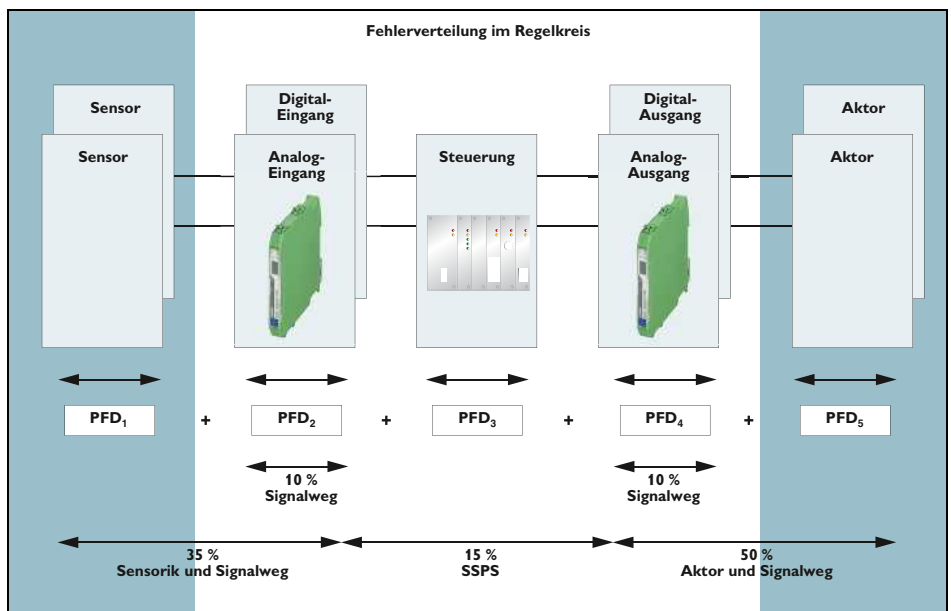 Fehlerverteilung im Regelkreis
Sensor
Sensor
Digital-
Eingang
Analog-
Eingang
Steuerung
Digital-
Ausgang
Analog-
Ausgang
Aktor
Aktor
PFD₁ + PFD₂ + PFD₃ + PFD₄ + PFD₅
10 %
Signalweg
10 %
Signalweg
35 %
Sensorik und Signalweg
15 %
SSPS
50 %
Aktor und Signalweg